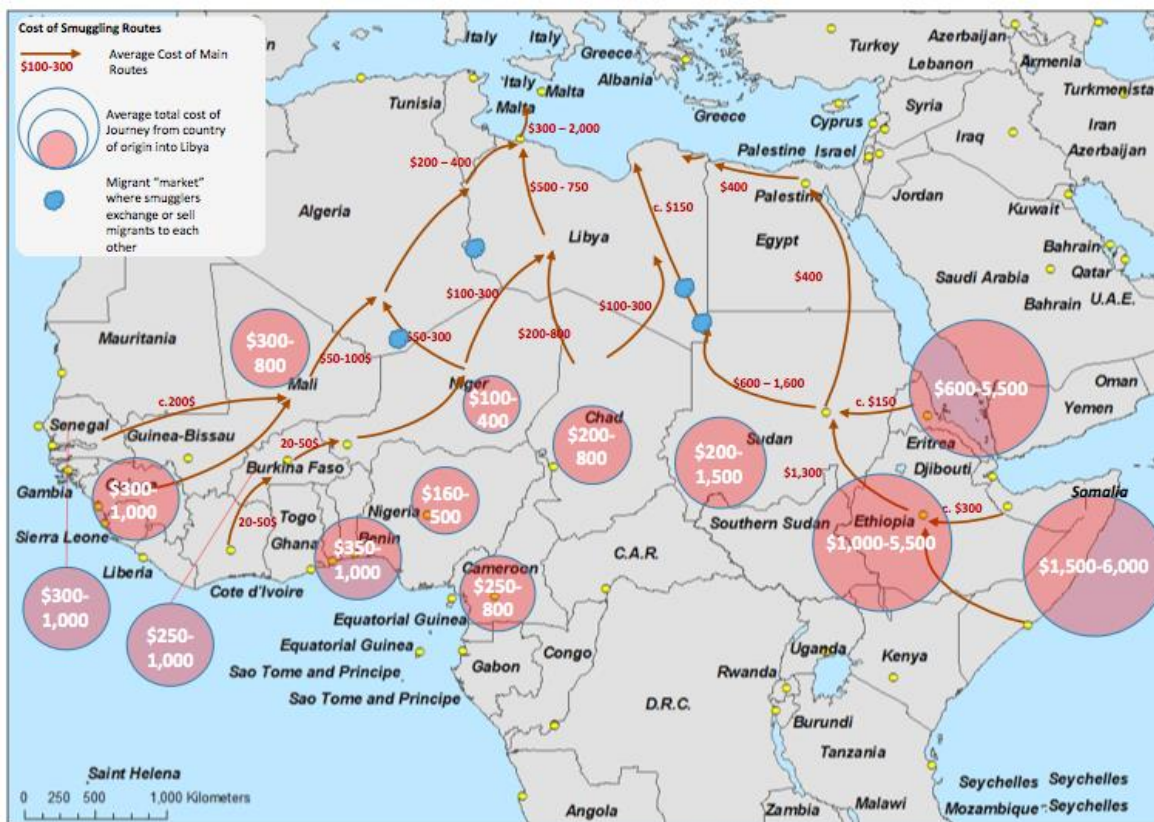 Cost of Smuggling Routes
$100-300
Average Cost of Main
Routes
Average total cost of
Journey from country
of origin into Libya
Migrant “market”
where smugglers
exchange or sell
migrants to each
other
Italy
Italy
Italy
Malta
Malta
Greece
Albania
Greece
Turkey
Azerbaijan
Lebanon
Armenia
Turkmenista
Cyprus
Syria
Iraq
Iran
Azerbaijan
Tunisia
$300 – 2,000
$200 – 400
$500 - 750
Palestine
Israel
Jordan
Palestine
$400
c. $150
Kuwait
Algeria
Libya
Egypt
Bahrain
Qatar
Saudi Arabia
U.A.E.
Bahrain
$400
$100-300
$100-300
Mauritania
$300-
800
$50-100$
$200-800
Mali
Niger
$100-
400
$600 – 1,600
c. $150
$600-5,500
Oman
Yemen
c.200$
Senegal
Guinea-Bissau
20-50$
Burkina Faso
Chad
$200-
800
Sudan
$200-
1,500
Eritrea
Djibouti
$1,300
Gambia
$300-
1,000
20-50$
Togo
Ghana
Benin
Nigeria
$160-
500
Southern Sudan
Ethiopia
$1,000-5,500
c. $300
Somalia
$1,500-6,000
Sierra Leone
Liberia
Cote d'Ivoire
$350-
1,000
C.A.R.
Cameroon
$250-
800
$300-
1,000
$250-
1,000
Equatorial Guinea
Equatorial Guinea
Sao Tome and Principe
Sao Tome and Principe
Gabon
Congo
D.R.C.
Uganda
Kenya
Rwanda
Burundi
Tanzania
Saint Helena
0 250 500 1,000 Kilometers
Angola
Zambia
Malawi
Mozambique
Seychelles
Seychelles
Seychelles